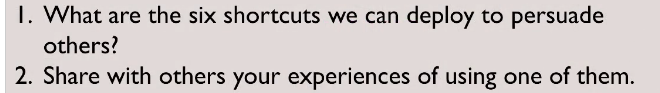 1. What are the six shortcuts we can deploy to persuade
others?
2. Share with others your experiences of using one of them.